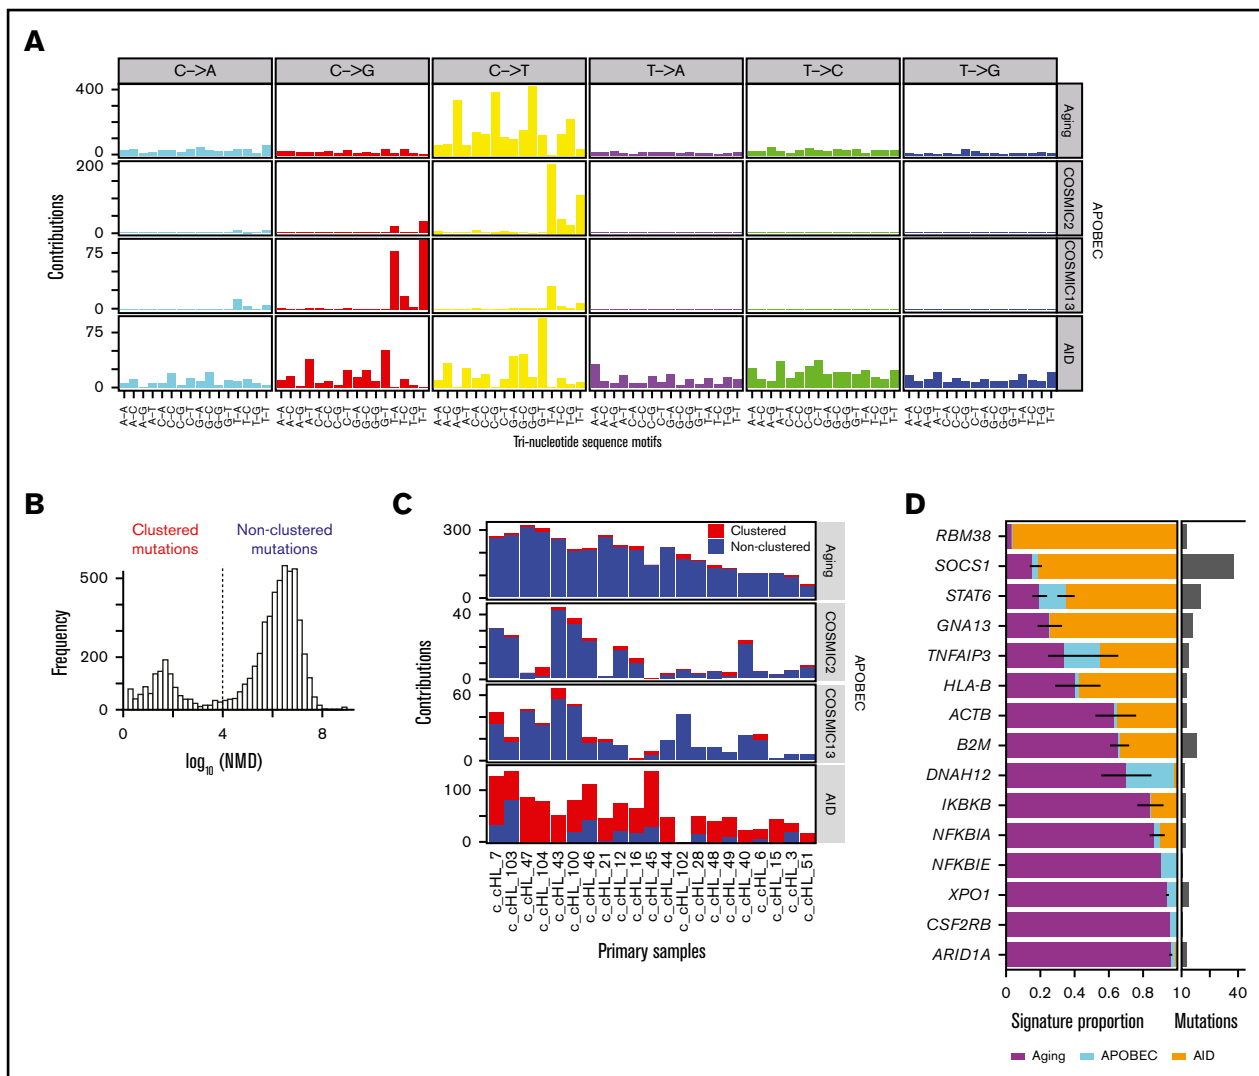 A
C->A C->G C->T T->A T->C T->G
400
0
Aging
200
0
COSMIC2
75
0
COSMIC13
75
0
AID
APOBEC
Contributions
A-A A-C A-G A-T C-A C-C C-G C-T G-A G-C G-G G-T T-A T-C T-G T-T
Tri-nucleotide sequence motifs
B
Clustered mutations
Non-clustered mutations
500
200
0
Frequency
0 4 8
log10 (NMD)
C
Clustered
Non-clustered
300
0
Aging
40
0
COSMIC2
60
0
COSMIC13
100
0
AID
APOBEC
Contributions
c_cHL_7
c_cHL_103
c_cHL_47
c_cHL_104
c_cHL_43
c_cHL_100
c_cHL_46
c_cHL_21
c_cHL_12
c_cHL_16
c_cHL_45
c_cHL_44
c_cHL_102
c_cHL_28
c_cHL_48
c_cHL_49
c_cHL_40
c_cHL_6
c_cHL_15
c_cHL_3
c_cHL_51
Primary samples
D
RBM38
SOCS1
STAT6
GNA13
TNFAIP3
HLA-B
ACTB
B2M
DNAH12
IKBKB
NFKBIA
NFKBIE
XPO1
CSF2RB
ARID1A
0 0.2 0.4 0.6 0.8 10 40
Signature proportion Mutations
Aging APOBEC AID